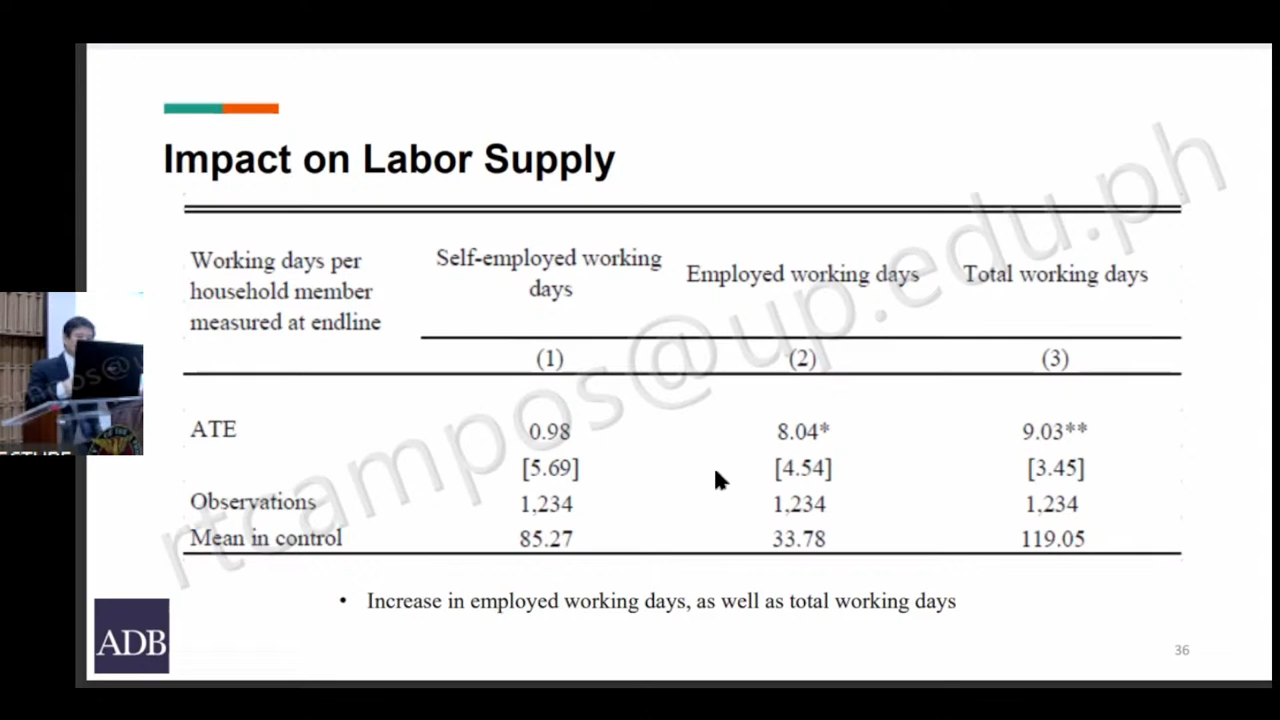 Impact on Labor Supply
Working days per
household member
measured at endline
Self-employed working
days
Employed working days
Total working days
(1) (2) (3)
ATE 0.98 8.04* 9.03**
[5.69] [4.54] [3.45]
Observations 1,234 1,234 1,234
Mean in control 85.27 33.78 119.05
• Increase in employed working days, as well as total working days
ADB
36
rtcampos@up.edu.ph